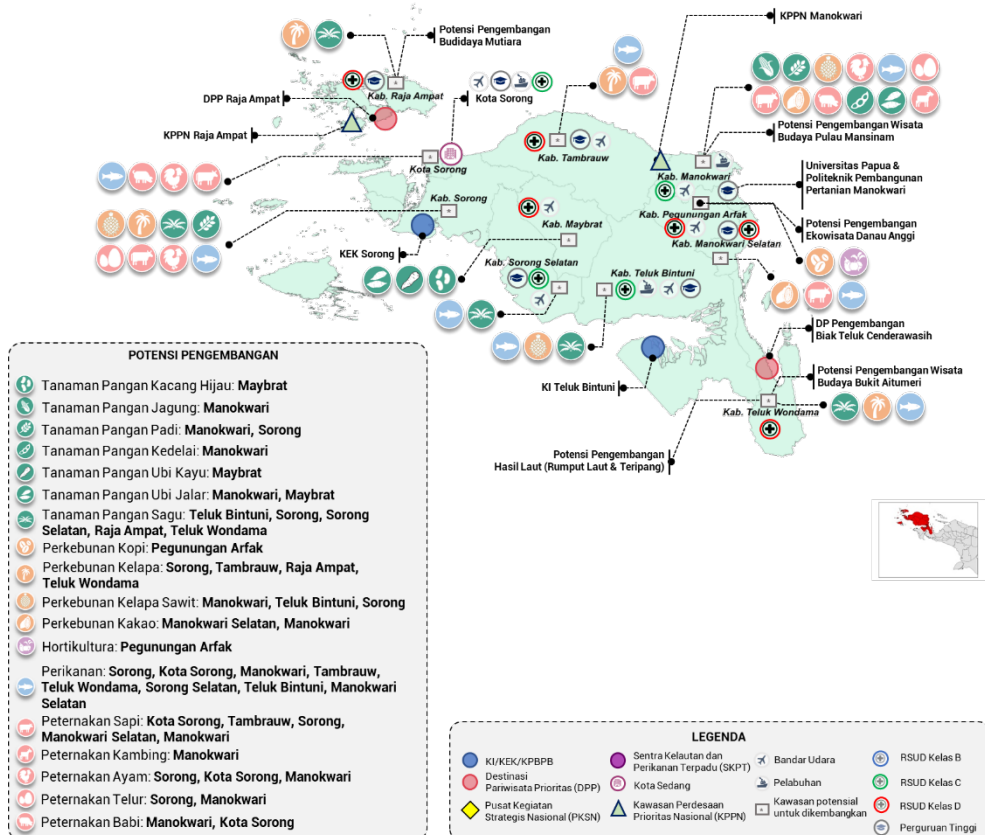 KPPN Manokwari
Potensi Pengembangan
Budidaya Mutiara
Kab. Raja Ampat
Kota Sorong
DPP Raja Ampat
KPPN Raja Ampat
Kota Sorong
Kab. Tambrauw
Kab. Manokwari
Potensi Pengembangan Wisata
Budaya Pulau Mansinam
Universitas Papua &
Politeknik Pembangunan
Pertanian Manokwari
Kab. Sorong
Kab. Maybrat
Kab. Pegunungan Arfak
Kab. Manokwari Selatan
Potensi Pengembangan
Ekowisata Danau Anggi
KEK Sorong
Kab. Sorong Selatan
Kab. Teluk Bintuni
DP Pengembangan
Biak Teluk Cenderawasih
KI Teluk Bintuni
Potensi Pengembangan Wisata
Budaya Bukit Aitumeri
Kab. Teluk Wondama
Potensi Pengembangan
Hasil Laut (Rumput Laut & Teripang)
POTENSI PENGEMBANGAN
Tanaman Pangan Kacang Hijau: Maybrat
Tanaman Pangan Jagung: Manokwari
Tanaman Pangan Padi: Manokwari, Sorong
Tanaman Pangan Kedelai: Manokwari
Tanaman Pangan Ubi Kayu: Maybrat
Tanaman Pangan Ubi Jalar: Manokwari, Maybrat
Tanaman Pangan Sagu: Teluk Bintuni, Sorong, Sorong
Selatan, Raja Ampat, Teluk Wondama
Perkebunan Kopi: Pegunungan Arfak
Perkebunan Kelapa: Sorong, Tambrauw, Raja Ampat,
Teluk Wondama
Perkebunan Kelapa Sawit: Manokwari, Teluk Bintuni, Sorong
Perkebunan Kakao: Manokwari Selatan, Manokwari
Hortikultura: Pegunungan Arfak
Perikanan: Sorong, Kota Sorong, Manokwari, Tambrauw,
Teluk Wondama, Sorong Selatan, Teluk Bintuni, Manokwari
Selatan
Peternakan Sapi: Kota Sorong, Tambrauw, Sorong,
Manokwari Selatan, Manokwari
Peternakan Kambing: Manokwari
Peternakan Ayam: Sorong, Kota Sorong, Manokwari
Peternakan Telur: Sorong, Manokwari
Peternakan Babi: Manokwari, Kota Sorong
LEGENDA
KI/KEK/KPBPB
Destinasi
Pariwisata Prioritas (DPP)
Pusat Kegiatan
Strategis Nasional (PKSN)
Sentra Kelautan dan
Perikanan Terpadu (SKPT)
Kota Sedang
Kawasan Perdesaan
Prioritas Nasional (KPPN)
Bandar Udara
Pelabuhan
Kawasan potensial
untuk dikembangkan
RSUD Kelas B
RSUD Kelas C
RSUD Kelas D
Perguruan Tinggi